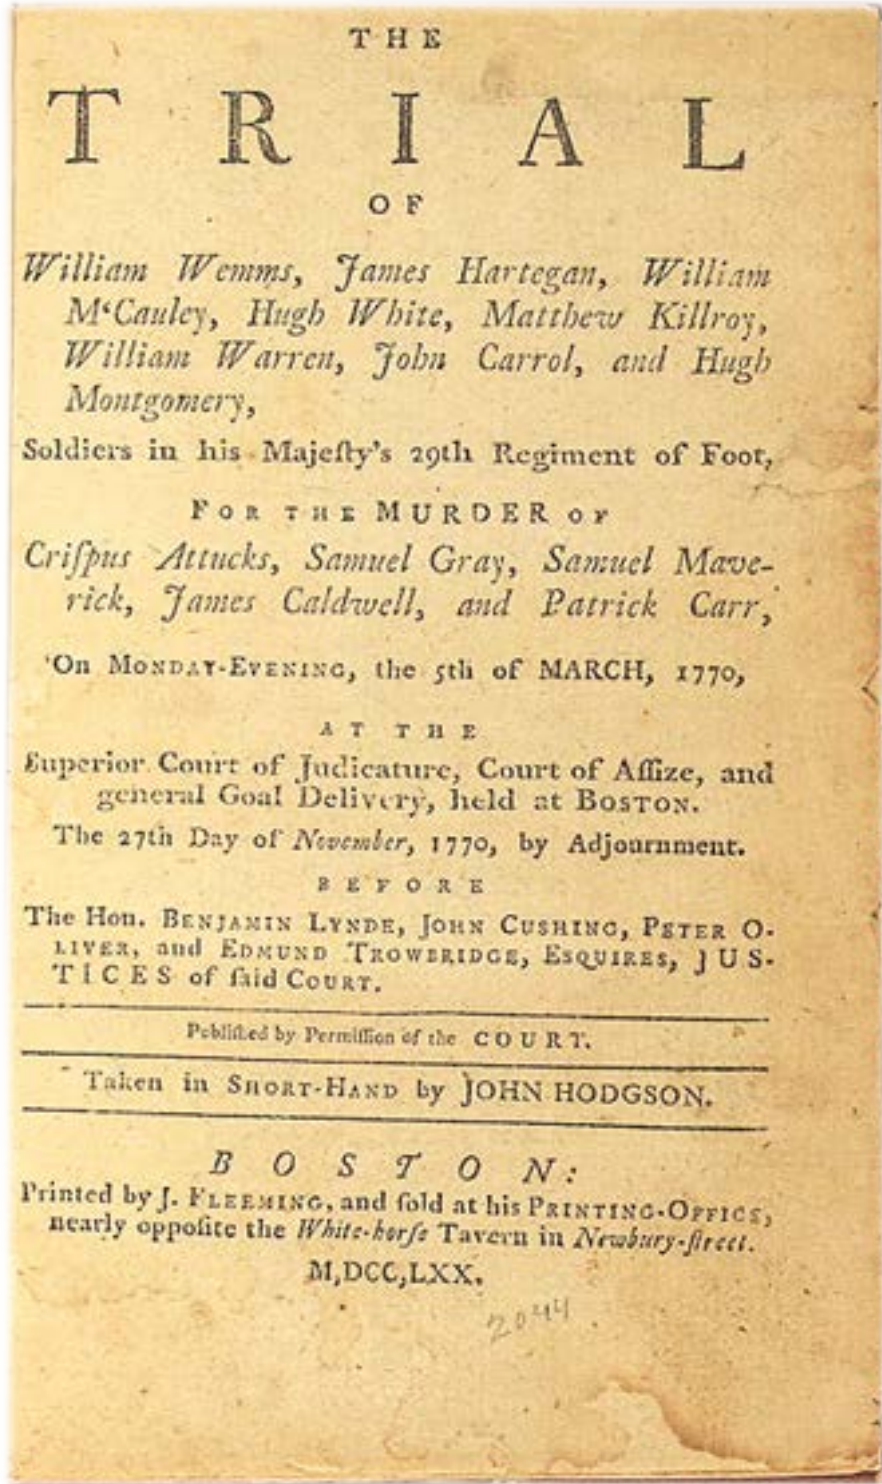 THE
TRIAL
OF
William Wemms, James Hartegan, William
M‘Cauley, Hugh White, Matthew Killroy,
William Warren, John Carrol, and Hugh
Montgomery,
Soldiers in his Majeſty's 29th Regiment of Foot,
FOR THE MURDER OF
Criſpus Attucks, Samuel Gray, Samuel Mave-
rick, James Caldwell, and Patrick Carr,
On MONDAY-EVENING, the 5th of MARCH, 1770,
AT THE
Superior Court of Judicature, Court of Aſſize, and
general Goal Delivery, held at BOSTON.
The 27th Day of November, 1770, by Adjournment.
BEFORE
The Hon. BENJAMIN LYNDE, JOHN CUSHING, PETER O-
LIVER, and EDMUND TROWBRIDGE, ESQUIRES, JUS-
TICES of ſaid COURT.
Publiſhed by Permiſſion of the COURT.
Taken in SHORT-HAND by JOHN HODGSON.
BOSTON:
Printed by J. FLEEMING, and ſold at his PRINTING-OFFICE,
nearly oppoſite the White-horſe Tavern in Newbury-ſtreet.
M,DCC,LXX.
2044